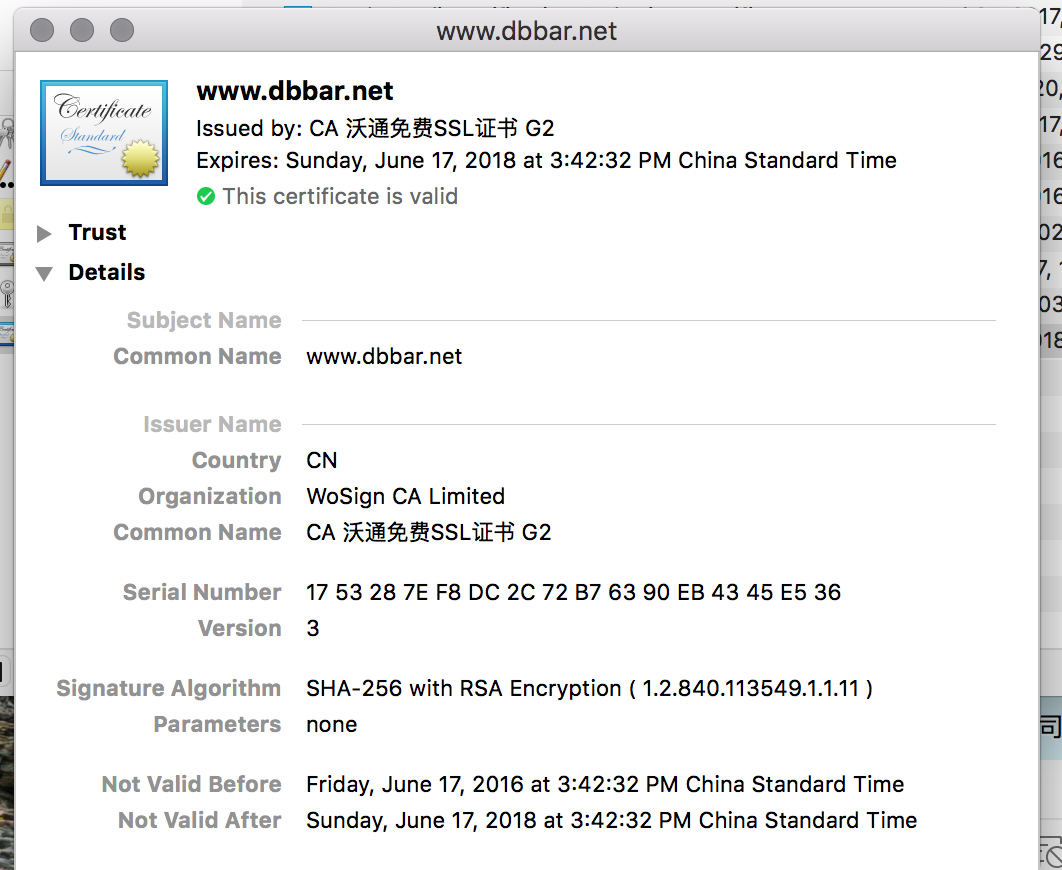 www.dbbar.net
Certificate
Standard
www.dbbar.net
Issued by: CA 沃通免费SSL证书 G2
Expires: Sunday, June 17, 2018 at 3:42:32 PM China Standard Time
This certificate is valid
Trust
Details
Subject Name
Common Name www.dbbar.net
Issuer Name
Country CN
Organization WoSign CA Limited
Common Name CA 沃通免费SSL证书 G2
Serial Number 17 53 28 7E F8 DC 2C 72 B7 63 90 EB 43 45 E5 36
Version 3
Signature Algorithm SHA-256 with RSA Encryption ( 1.2.840.113549.1.1.11 )
Parameters none
Not Valid Before Friday, June 17, 2016 at 3:42:32 PM China Standard Time
Not Valid After Sunday, June 17, 2018 at 3:42:32 PM China Standard Time